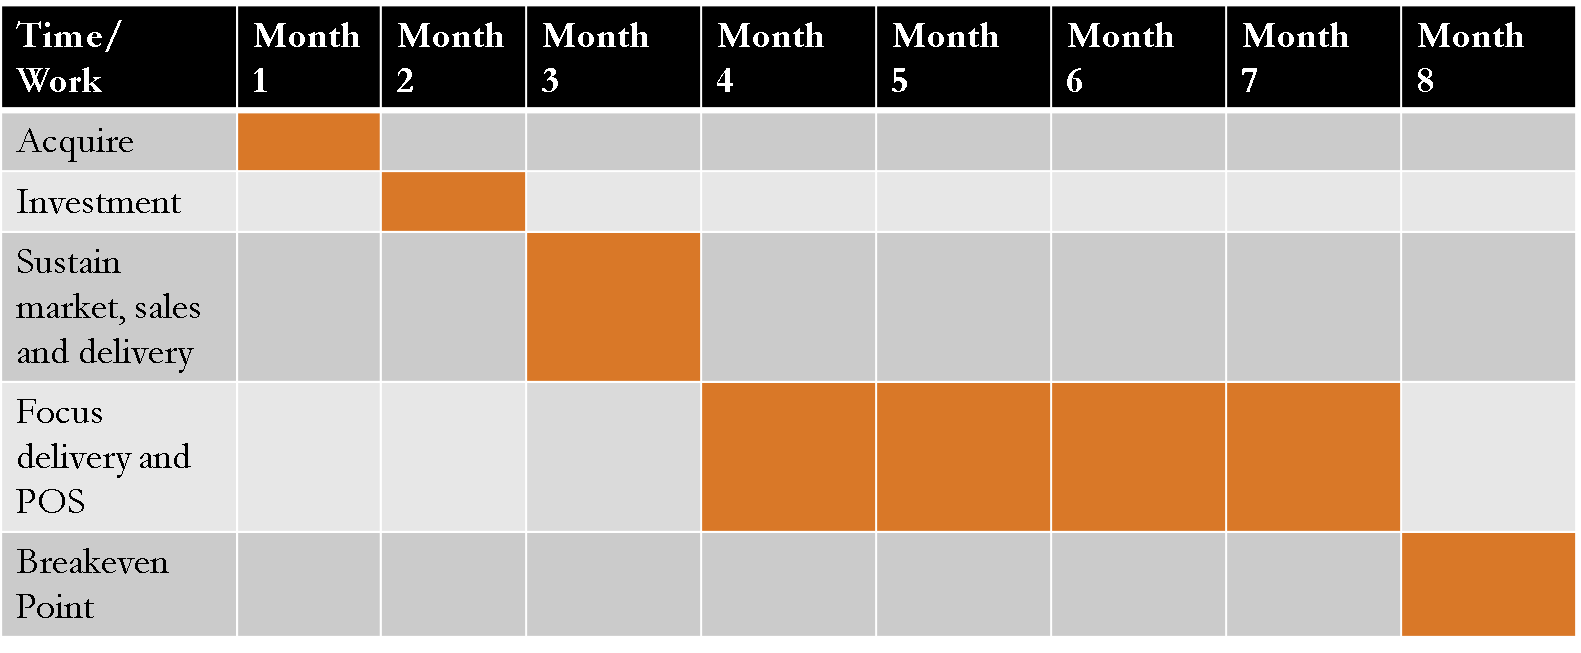 Time/
Work
Month
1
Month
2
Month
3
Month
4
Month
5
Month
6
Month
7
Month
8
Acquire
Investment
Sustain
market, sales
and delivery
Focus
delivery and
POS
Breakeven
Point